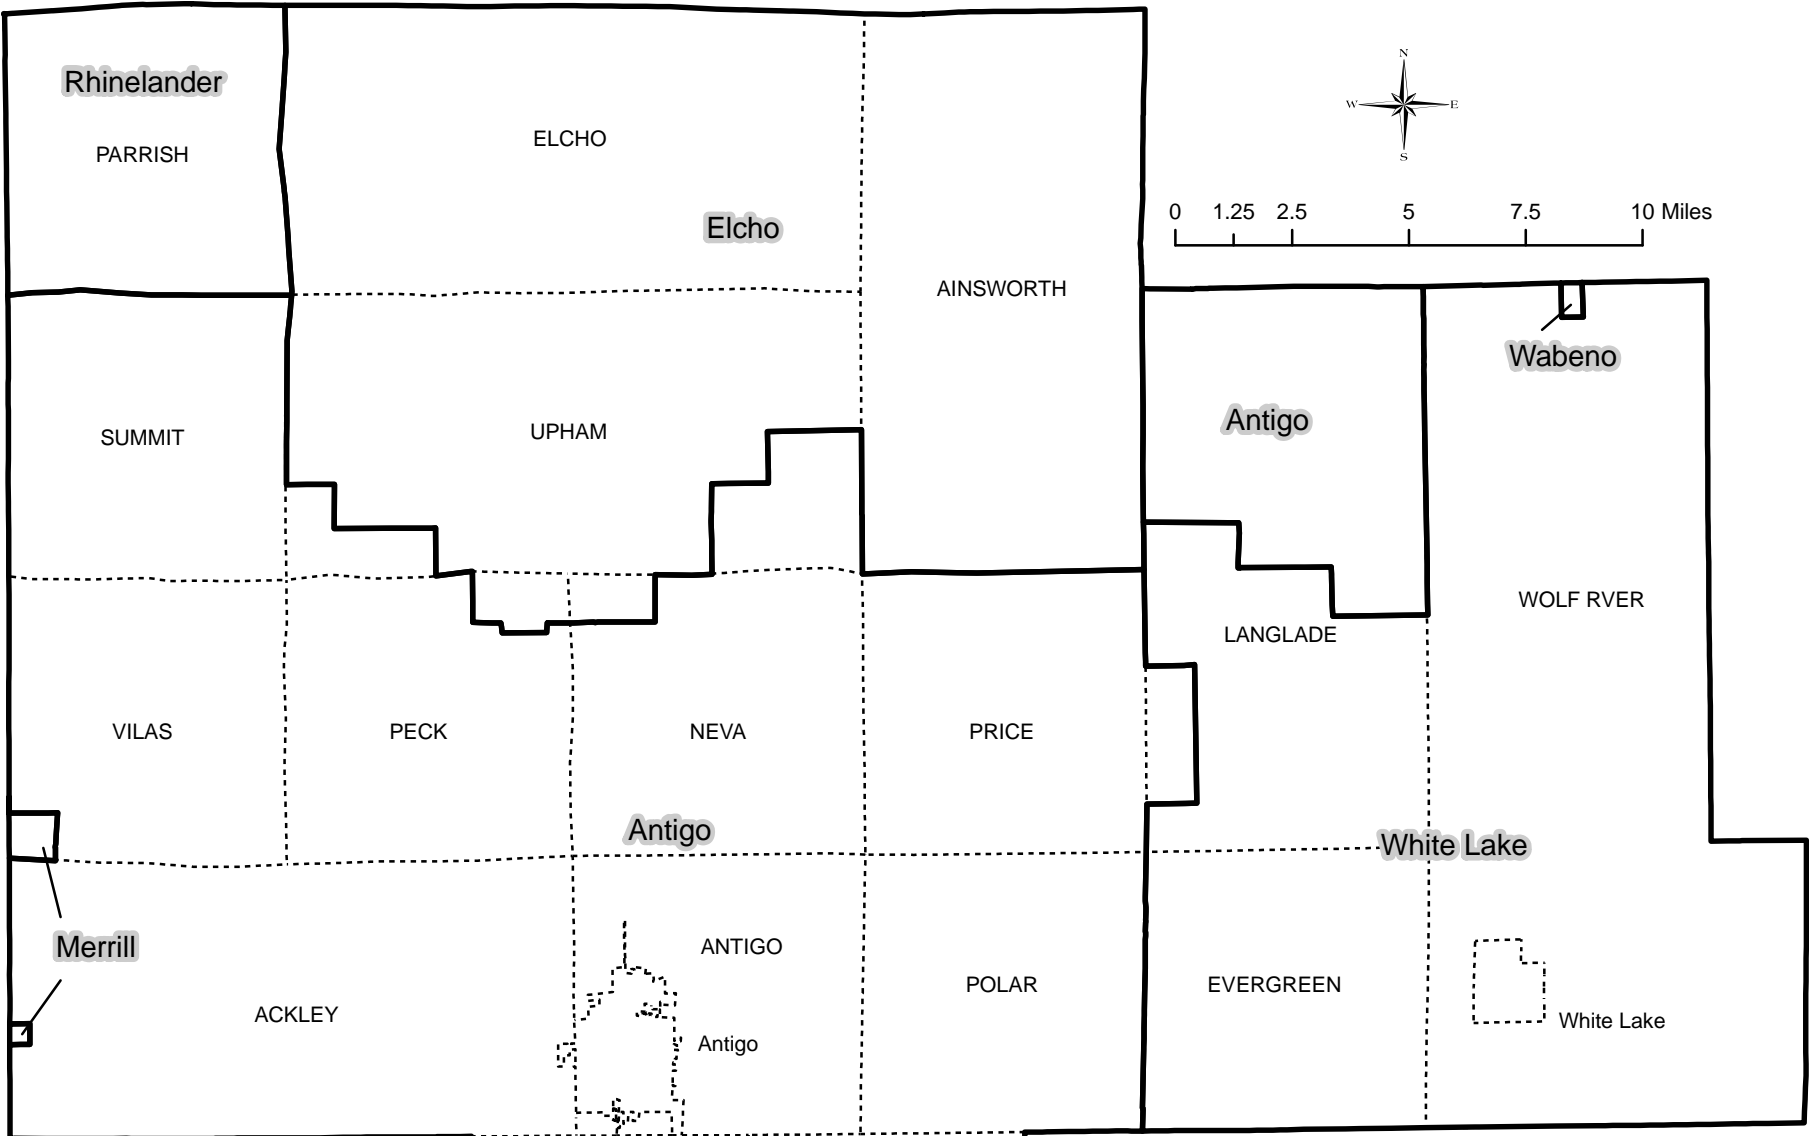 N
Rhinelander
W E
ELCHO
PARRISH
S
0 1.25 2.5 5 7.5 10 Miles
Elcho
AINSWORTH
Wabeno
Antigo
UPHAM
SUMMIT
WOLF RVER
LANGLADE
VILAS PECK NEVA PRICE
Antigo
White Lake
Merrill
ANTIGO
POLAR EVERGREEN
ACKLEY
White Lake
Antigo